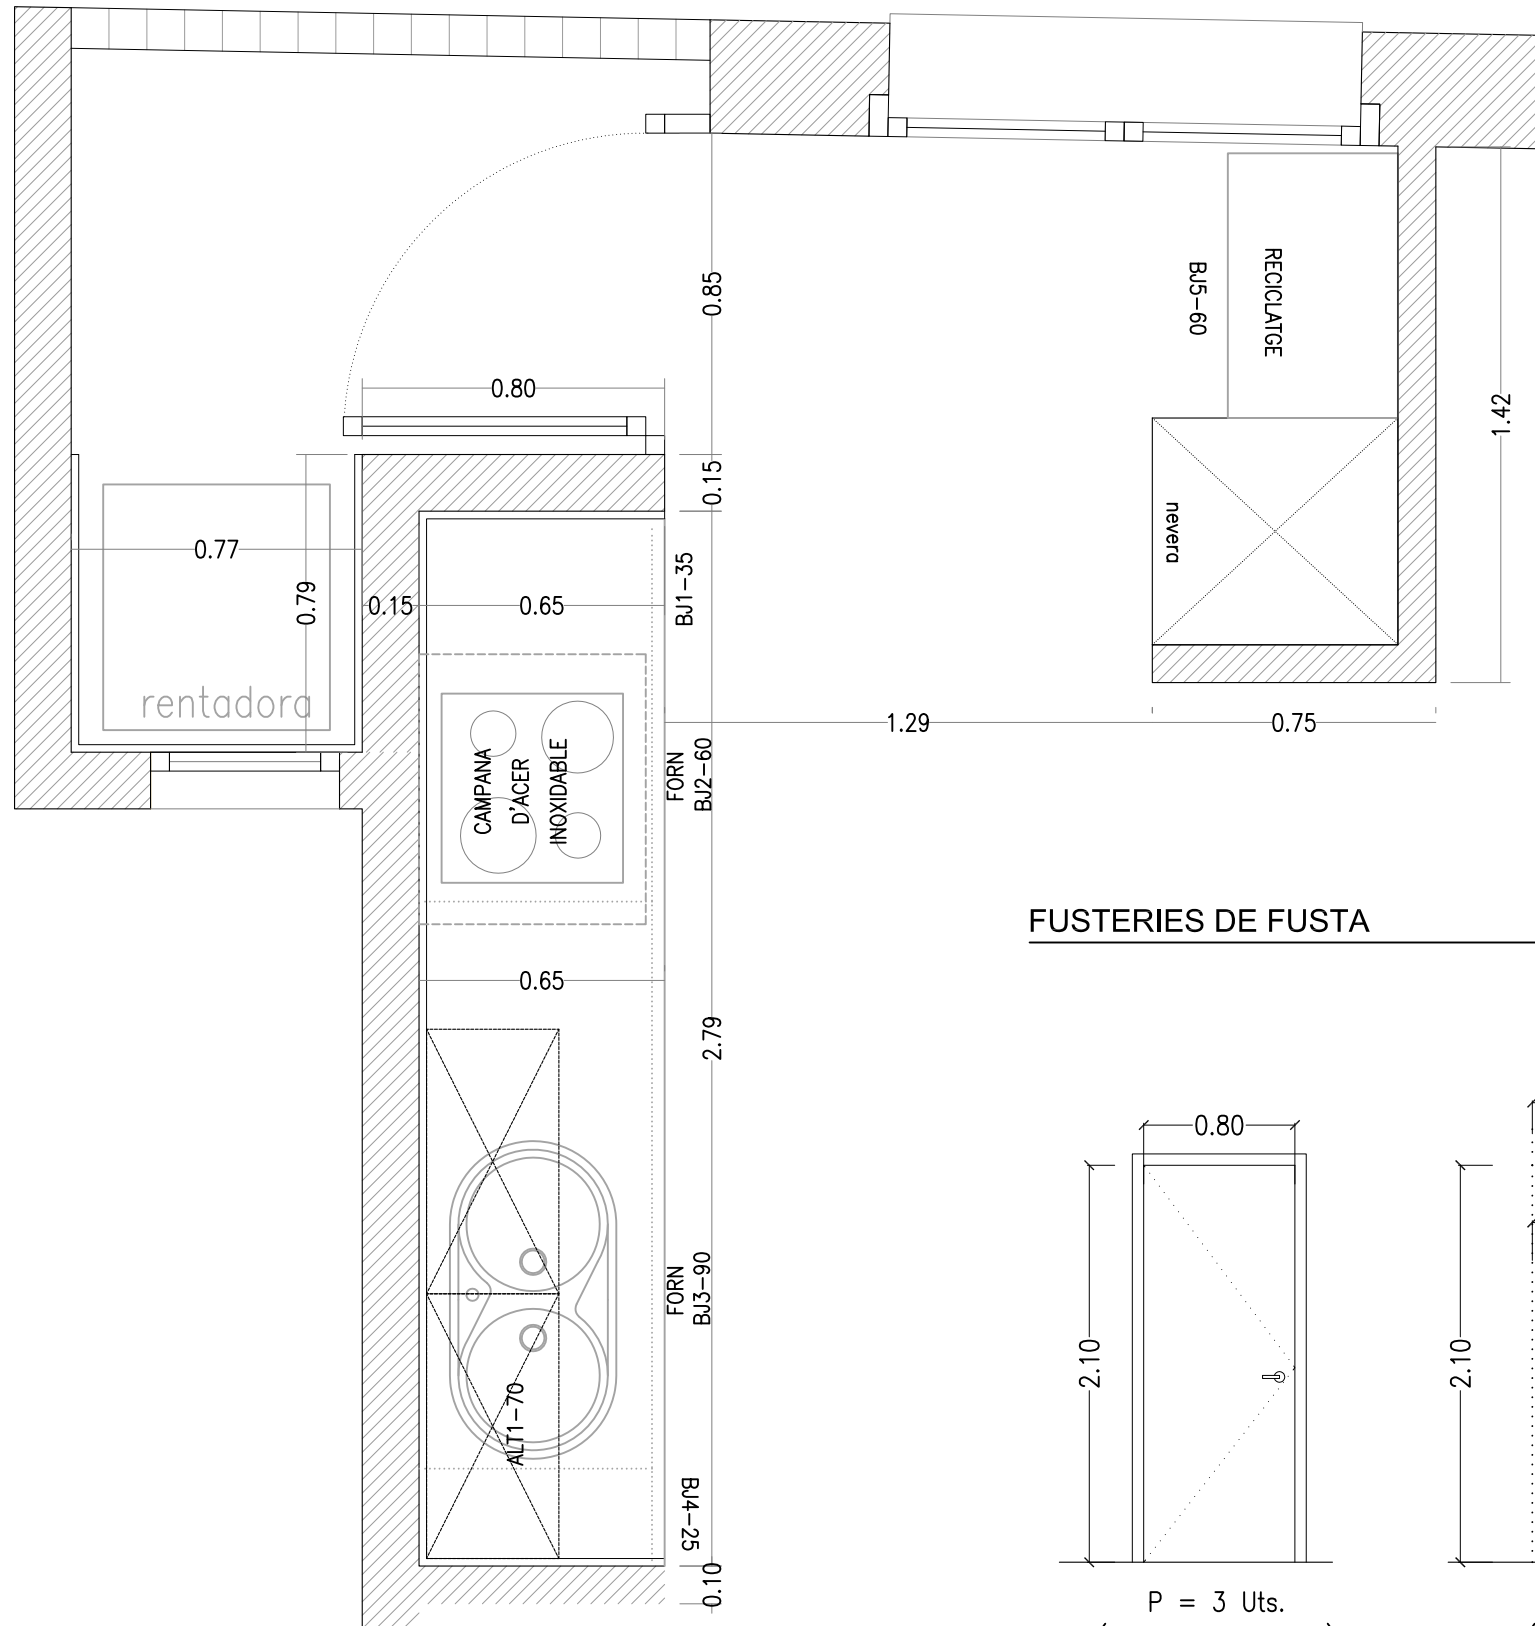 0.85
RECICLATGE
BJ5-60
0.80
1.42
0.15
nevera
0.77
0.79
0.15
0.65
BJ1-35
rentadora
1.29
0.75
CAMPANA
D'ACER
INOXIDABLE
FORN
BJ2-60
FUSTERIES DE FUSTA
0.65
2.79
0.80
FORN
BJ3-90
2.10
2.10
ALT1-70
BJ4-25
0.10
P = 3 Uts.